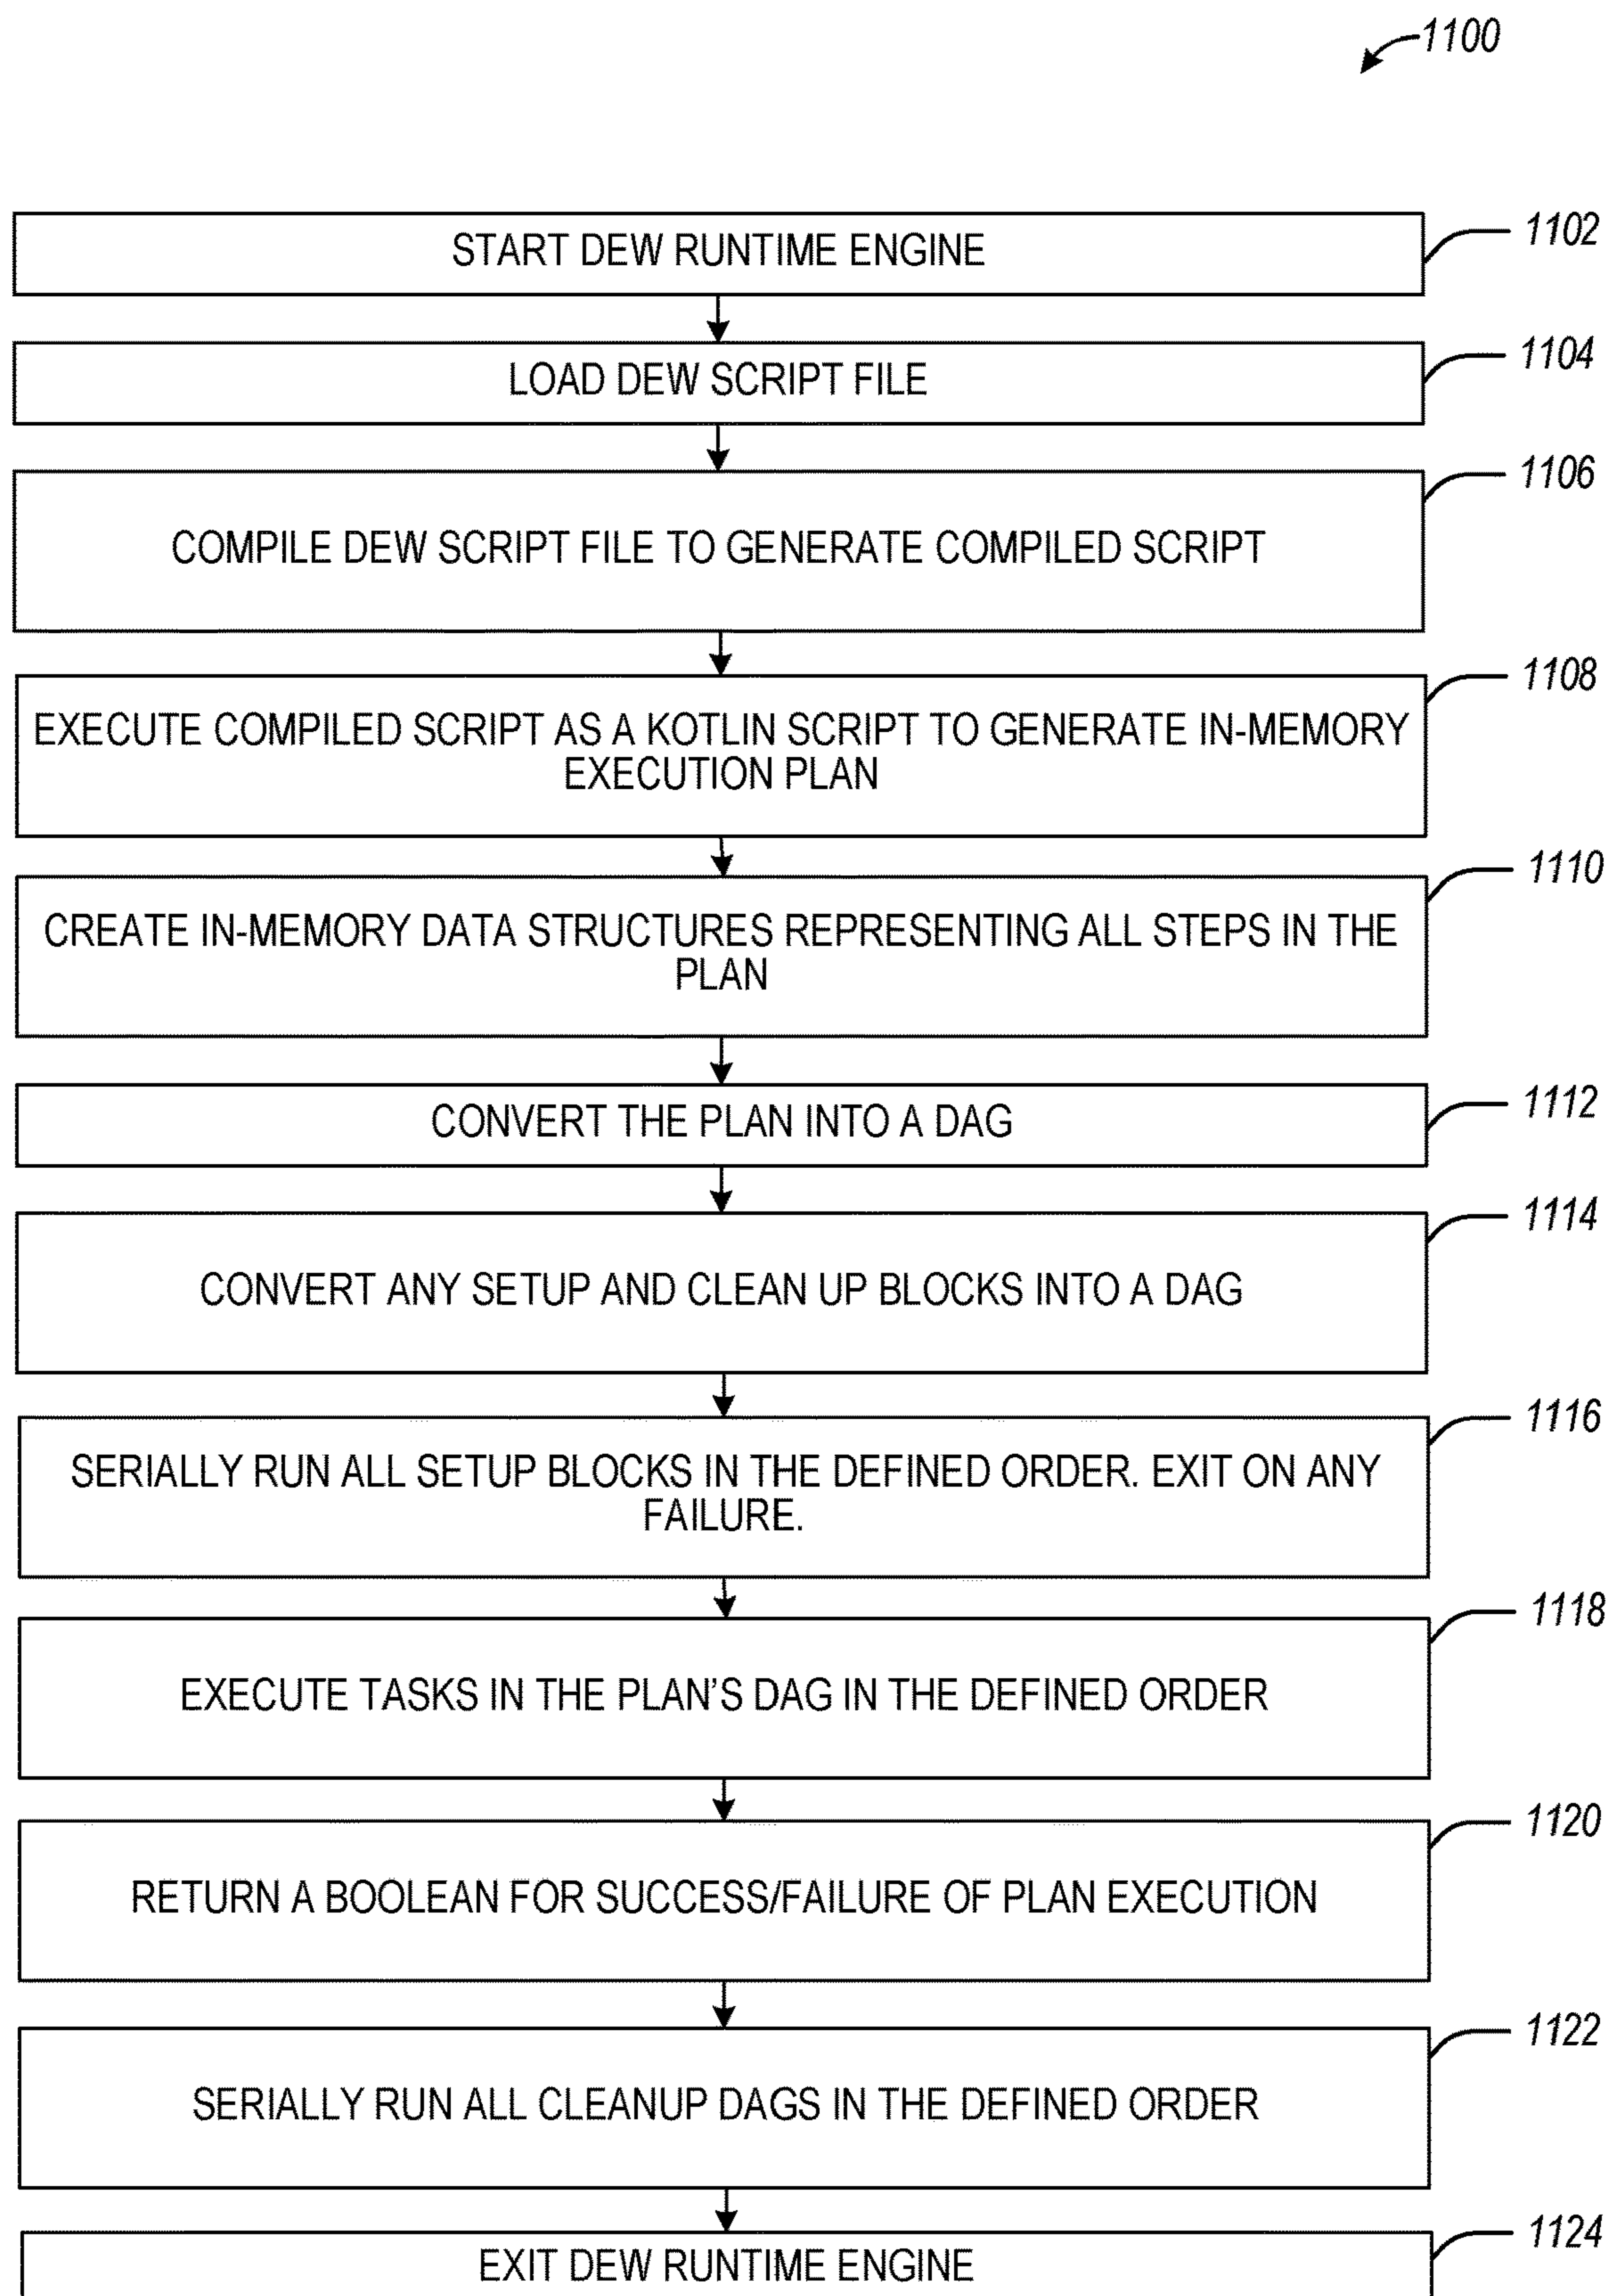 1100
START DEW RUNTIME ENGINE
1102
LOAD DEW SCRIPT FILE
1104
COMPILE DEW SCRIPT FILE TO GENERATE COMPILED SCRIPT
1106
EXECUTE COMPILED SCRIPT AS A KOTLIN SCRIPT TO GENERATE IN-MEMORY
EXECUTION PLAN
1108
CREATE IN-MEMORY DATA STRUCTURES REPRESENTING ALL STEPS IN THE
PLAN
1110
CONVERT THE PLAN INTO A DAG
1112
CONVERT ANY SETUP AND CLEAN UP BLOCKS INTO A DAG
1114
SERIALLY RUN ALL SETUP BLOCKS IN THE DEFINED ORDER. EXIT ON ANY
FAILURE.
1116
EXECUTE TASKS IN THE PLAN'S DAG IN THE DEFINED ORDER
1118
RETURN A BOOLEAN FOR SUCCESS/FAILURE OF PLAN EXECUTION
1120
SERIALLY RUN ALL CLEANUP DAGS IN THE DEFINED ORDER
1122
EXIT DEW RUNTIME ENGINE
1124